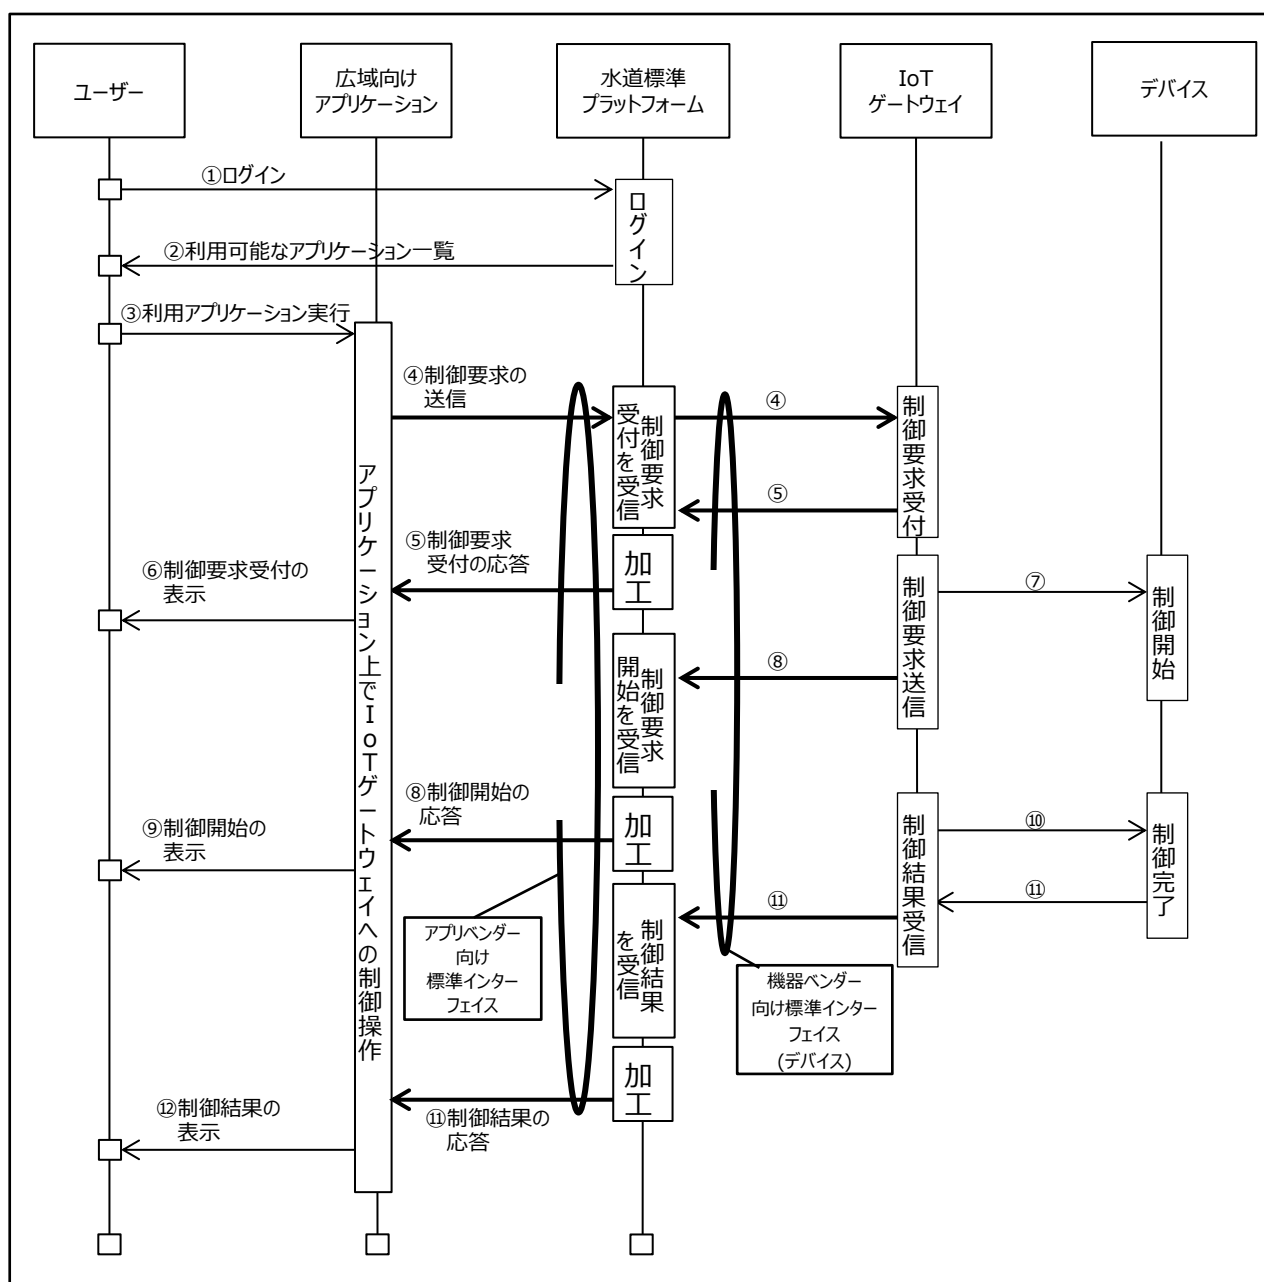 ユーザー
広域向け
アプリケーション
水道標準
プラットフォーム
IoT
ゲートウェイ
デバイス
①ログイン
ログイン
②利用可能なアプリケーション一覧
③利用アプリケーション実行
アプリケーション上でIoTゲートウェイへの制御操作
④制御要求の
送信
制御要求
受付を受信
④
制御要求受付
⑤
⑤制御要求
受付の応答
加工
⑥制御要求受付の
表示
制御要求送信
⑦
制御開始
制御要求
開始を受信
⑧
⑧制御開始の
応答
加工
⑨制御開始の
表示
制御結果受信
⑩
制御完了
⑪
⑪
制御結果
を受信
アプリベンダー
向け
標準インター
フェイス
機器ベンダー
向け標準インター
フェイス
(デバイス)
加工
⑪制御結果の
応答
⑫制御結果の
表示